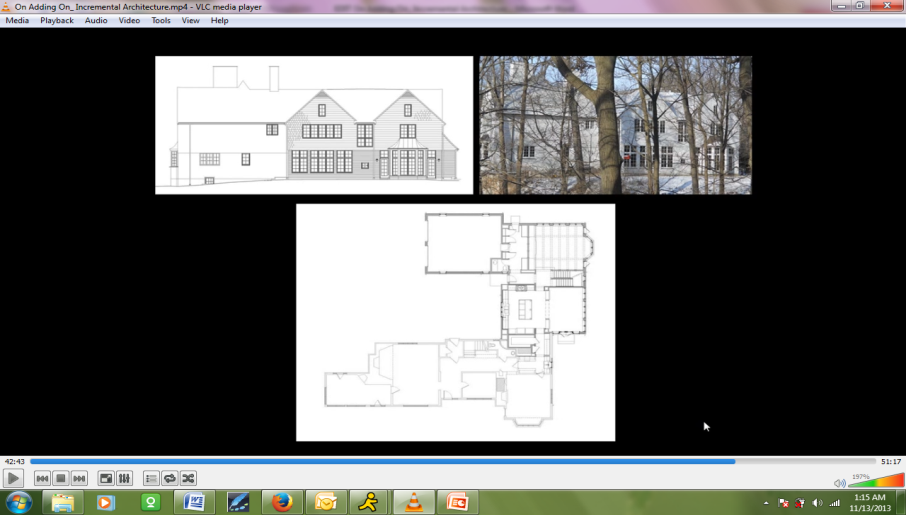 On Adding On_ Incremental Architecture.mp4 - VLC media player
Media Playback Audio Video Tools View Help
42:43
51:17
197%
1:15 AM
11/13/2013